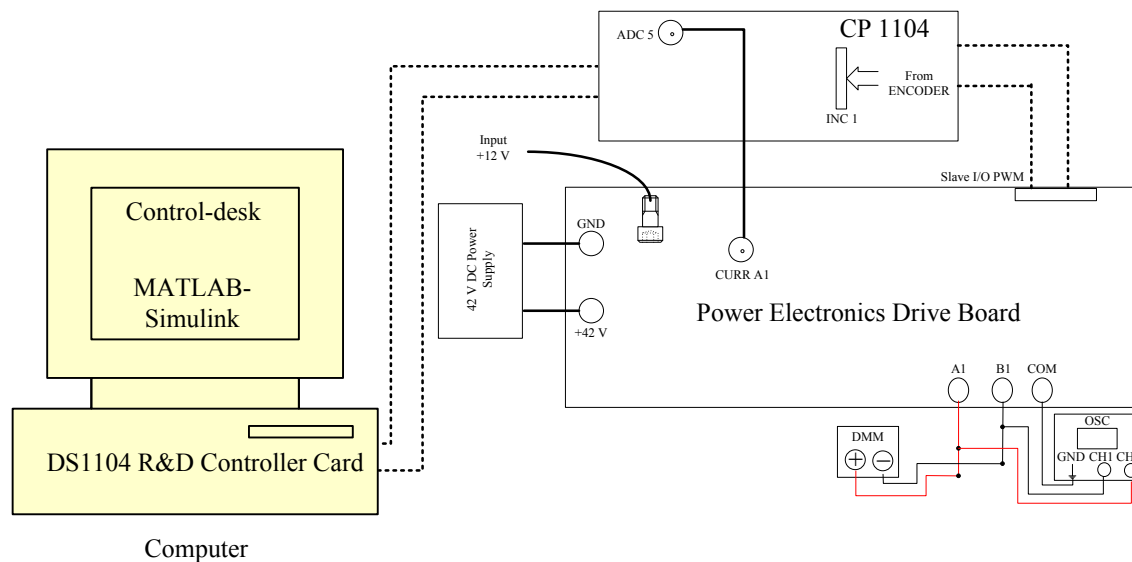 ADC 5
CP 1104
From
ENCODER
INC 1
Input
+12 V
Slave I/O PWM
Control-desk
MATLAB-
Simulink
42 V DC Power
Supply
GND
CURR A1
+42 V
Power Electronics Drive Board
A1
B1
COM
OSC
DMM
GND
CH1
CH
DS1104 R&D Controller Card
Computer